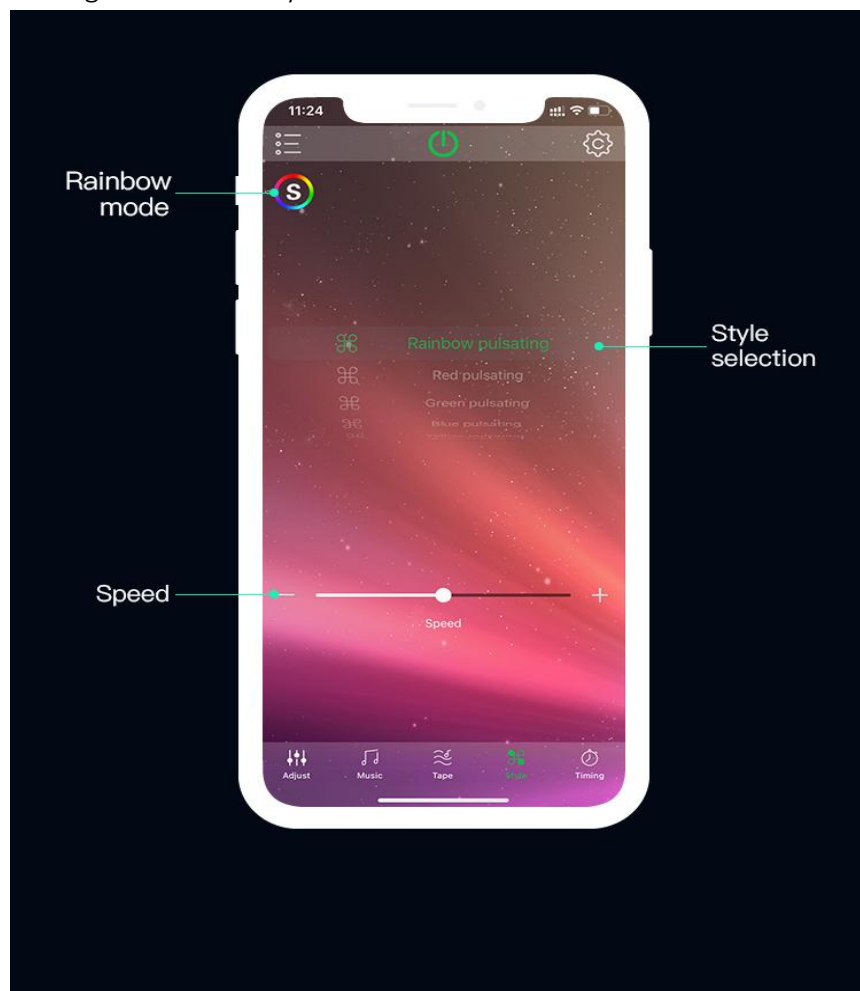 11:24
C
Rainbow
mode
S
Rainbow pulsating
Style
selection
Red pulsating
Green pulsating
Blue pulsating
Speed
Speed
Adjust
Music
Tape
Style
Timing